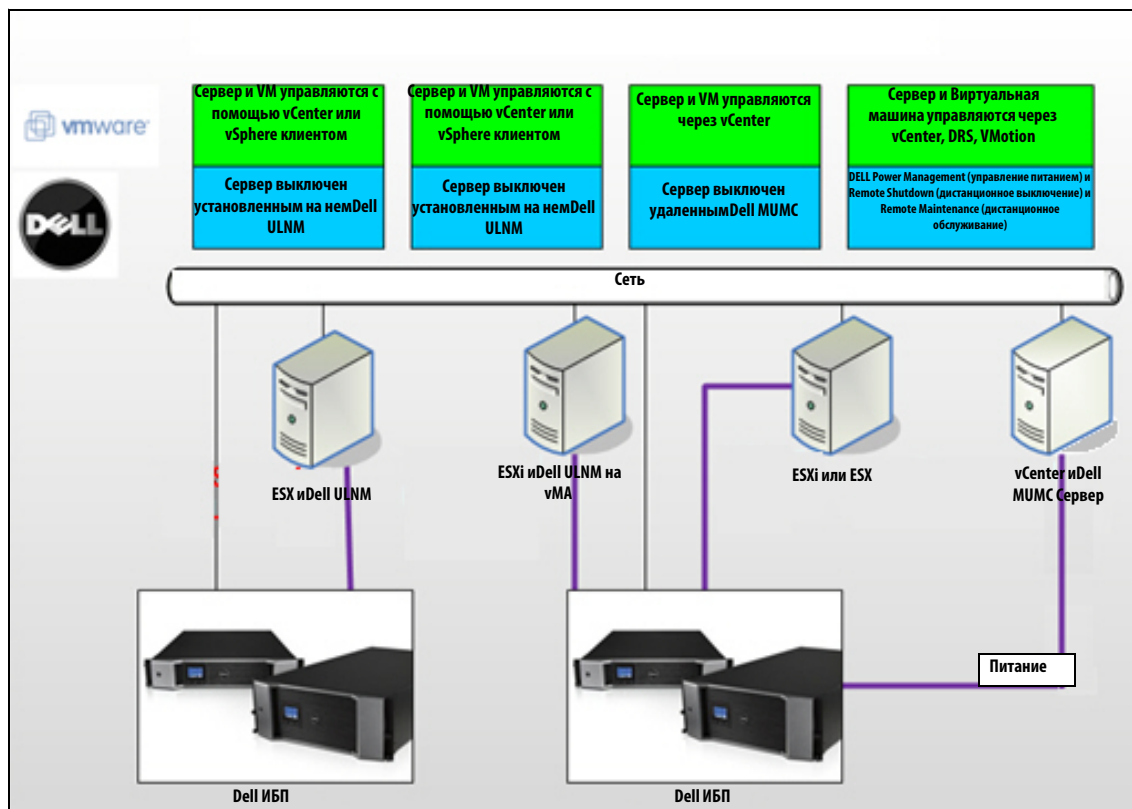 Сервер и VM управляются с
помощью vCenter или
vSphere клиентом
Сервер и VM управляются с
помощью vCenter или
vSphere клиентом
Сервер и VM управляются
через vCenter
Сервер и Виртуальная
машина управляются через
vCenter, DRS, VMotion
vmware
Сервер выключен
установленным на немDell
ULNM
Сервер выключен
установленным на немDell
ULNM
Сервер выключен
удаленнымDell MUMC
DELL Power Management (управление питанием) и
Remote Shutdown (дистанционное выключение) и
Remote Maintenance (дистанционное
обслуживание)
DELL
Сеть
ESX иDell ULNM
ESXi иDell ULNM на
vMA
ESXi или ESX
vCenter иDell
MUMC Сервер
Питание
Dell ИБП
Dell ИБП